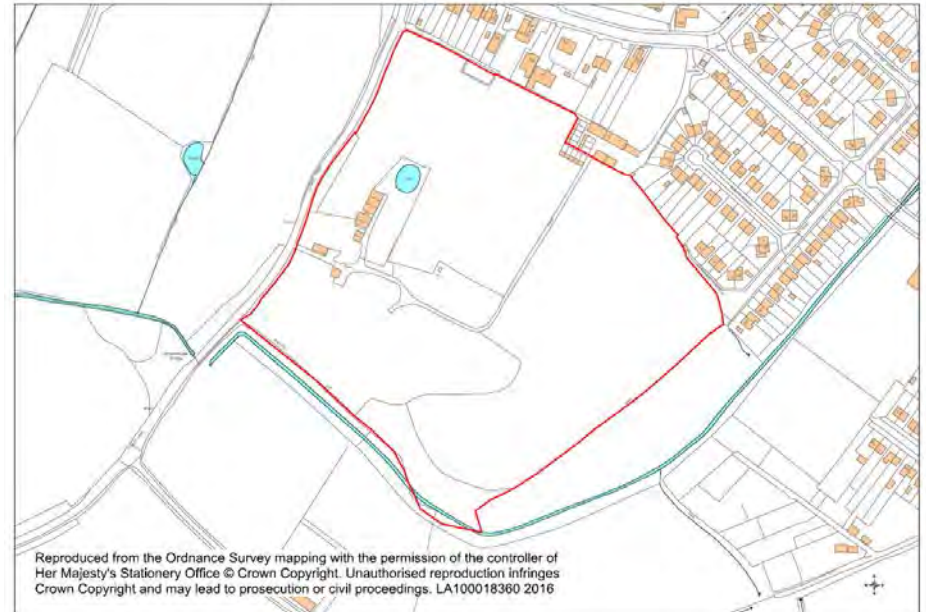 Reproduced from the Ordnance Survey mapping with the permission of the controller of
Her Majesty's Stationery Office © Crown Copyright. Unauthorised reproduction infringes
Crown Copyright and may lead to prosecution or civil proceedings. LA100018360 2016